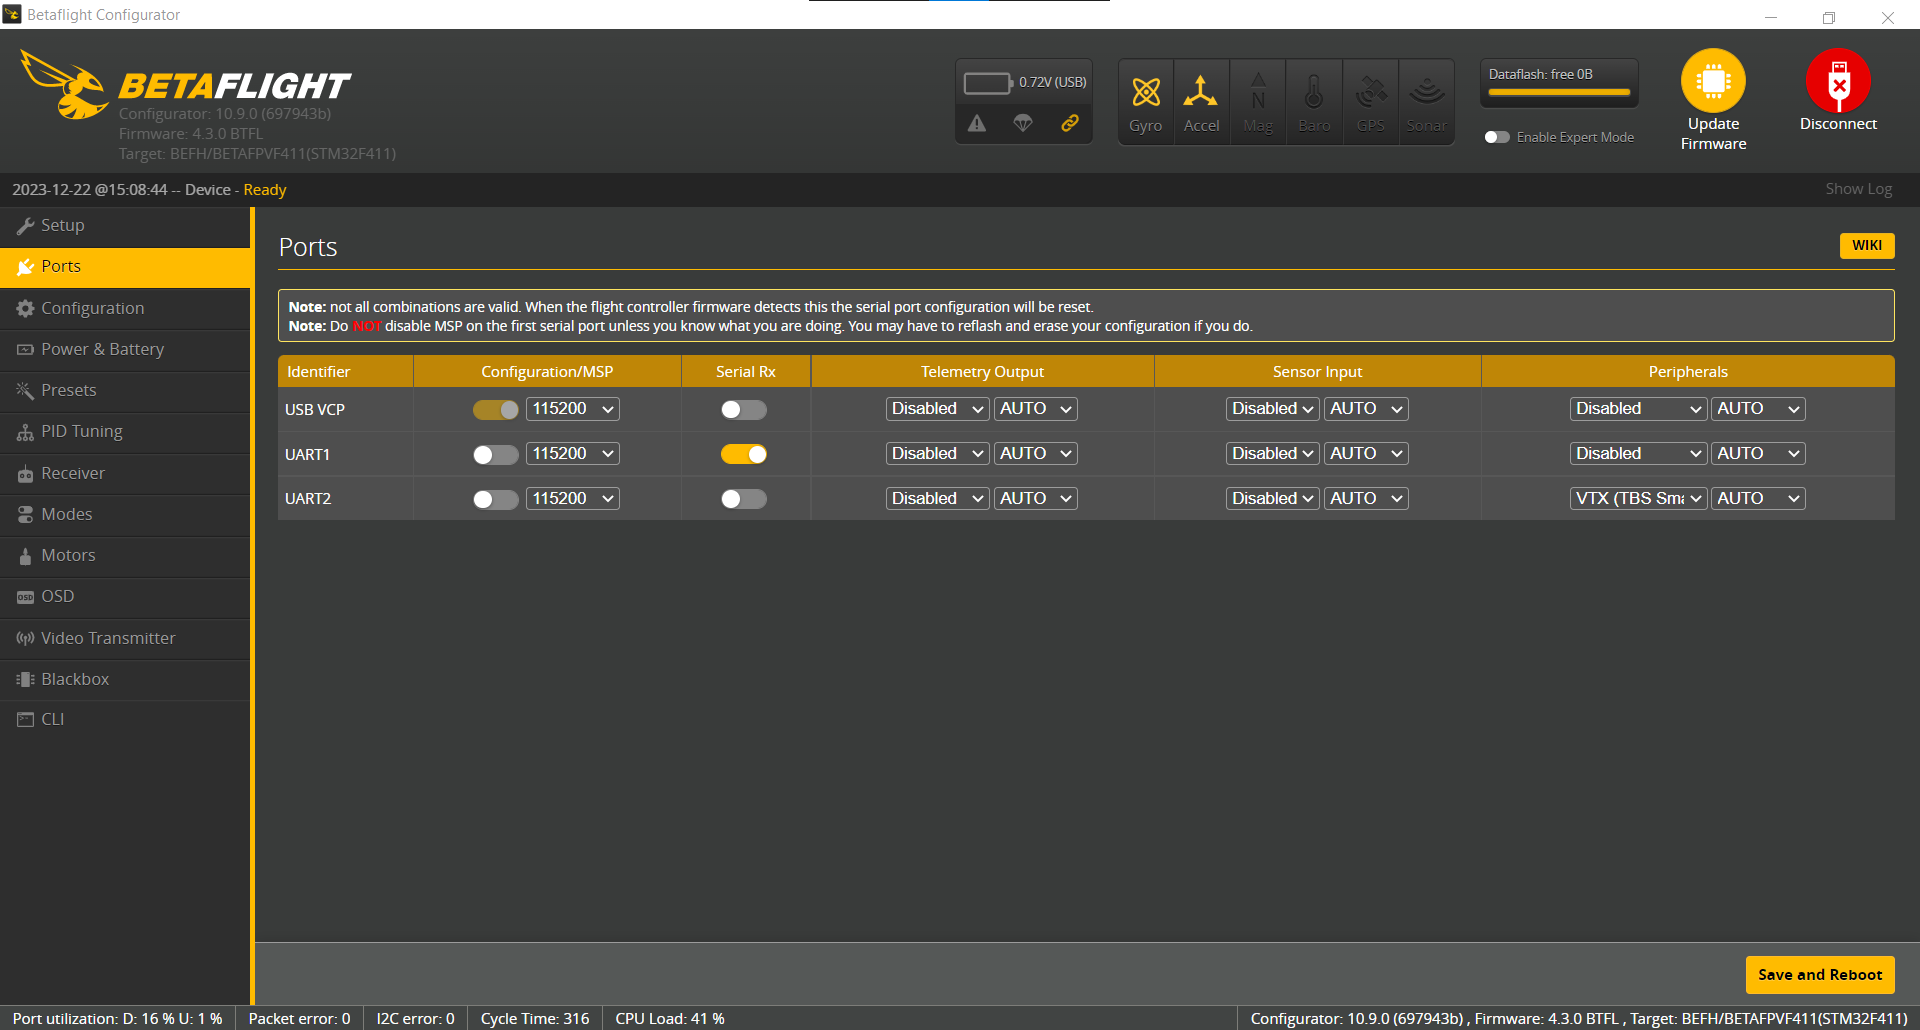 Betaflight Configurator
BETAFLIGHT
Configurator: 10.9.0 (697943b)
Firmware: 4.3.0 BTFL
Target: BEFH/BETAFPVF411(STM32F411)
0.72V (USB)
Gyro
Accel
Mag
Baro
GPS
Sonar
Dataflash: free 0B
Enable Expert Mode
Update
Firmware
Disconnect
2023-12-22 @15:08:44 -- Device - Ready
Show Log
Setup
Ports
Configuration
Power & Battery
Presets
PID Tuning
Receiver
Modes
Motors
OSD
OSD
Video Transmitter
Blackbox
CLI
Ports
WIKI
Note: not all combinations are valid. When the flight controller firmware detects this the serial port configuration will be reset.
Note: Do NOT disable MSP on the first serial port unless you know what you are doing. You may have to reflash and erase your configuration if you do.
Identifier Configuration/MSP Serial Rx Telemetry Output Sensor Input Peripherals
USB VCP 115200 Disabled AUTO Disabled AUTO Disabled AUTO
UART1 115200 Disabled AUTO Disabled AUTO Disabled AUTO
UART2 115200 Disabled AUTO Disabled AUTO VTX (TBS Sma AUTO
Save and Reboot
Port utilization: D: 16 % U: 1 % Packet error: 0 I2C error: 0 Cycle Time: 316 CPU Load: 41 % Configurator: 10.9.0 (697943b) , Firmware: 4.3.0 BTFL , Target: BEFH/BETAFPVF411(STM32F411)